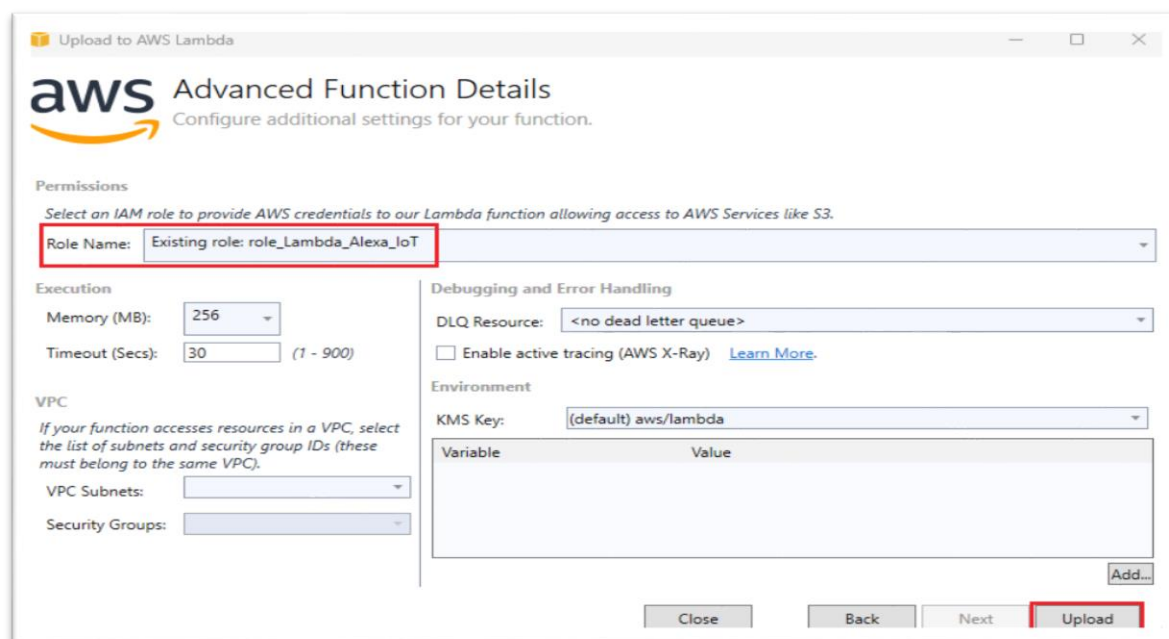 Upload to AWS Lambda
aws
Advanced Function Details
Configure additional settings for your function.
Permissions
Select an IAM role to provide AWS credentials to our Lambda function allowing access to AWS Services like S3.
Role Name: Existing role: role_Lambda_Alexa_IoT
Execution
Memory (MB): 256
Timeout (Secs): 30 (1 - 900)
VPC
If your function accesses resources in a VPC, select
the list of subnets and security group IDs (these
must belong to the same VPC).
VPC Subnets:
Security Groups:
Debugging and Error Handling
DLQ Resource: <no dead letter queue>
Enable active tracing (AWS X-Ray) Learn More.
Environment
KMS Key: (default) aws/lambda
Variable Value
Add...
Close Back Next Upload